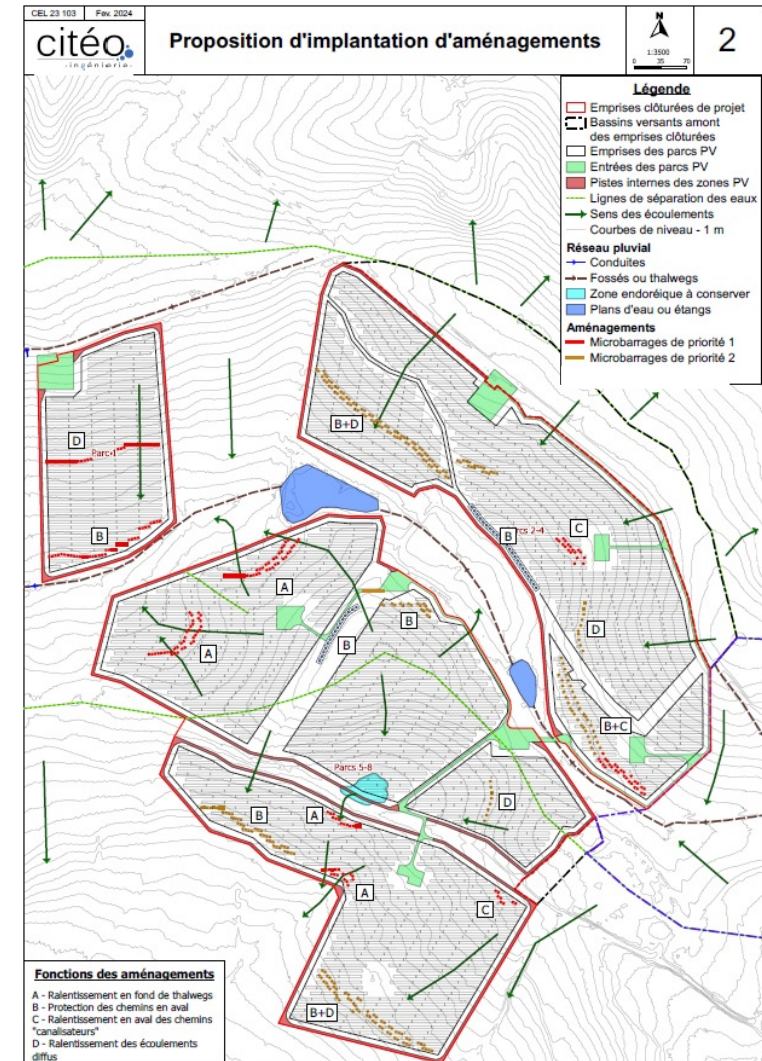 CEL 23 103 Fev. 2024
citéo
·ingénierie·
Proposition d'implantation d'aménagements
N
1:3500
0 35 70
2
Légende
Emprises clôturées de projet
Bassins versants amont
des emprises clôturées
Emprises des parcs PV
Entrées des parcs PV
Pistes internes des zones PV
Lignes de séparation des eaux
Sens des écoulements
Courbes de niveau - 1 m
Réseau pluvial
Conduites
Fossés ou thalwegs
Zone endoréique à conserver
Plans d'eau ou étangs
Aménagements
Microbarrages de priorité 1
Microbarrages de priorité 2
B+D
D
Parc 1
B
C
B
Parcs 2-4
A
B
B
D
A
B+C
Parcs 5-8
D
B
A
A
C
B+D
Fonctions des aménagements
A - Ralentissement en fond de thalwegs
B - Protection des chemins en aval
C - Ralentissement en aval des chemins
"canalisateurs"
D - Ralentissement des écoulements
diffus